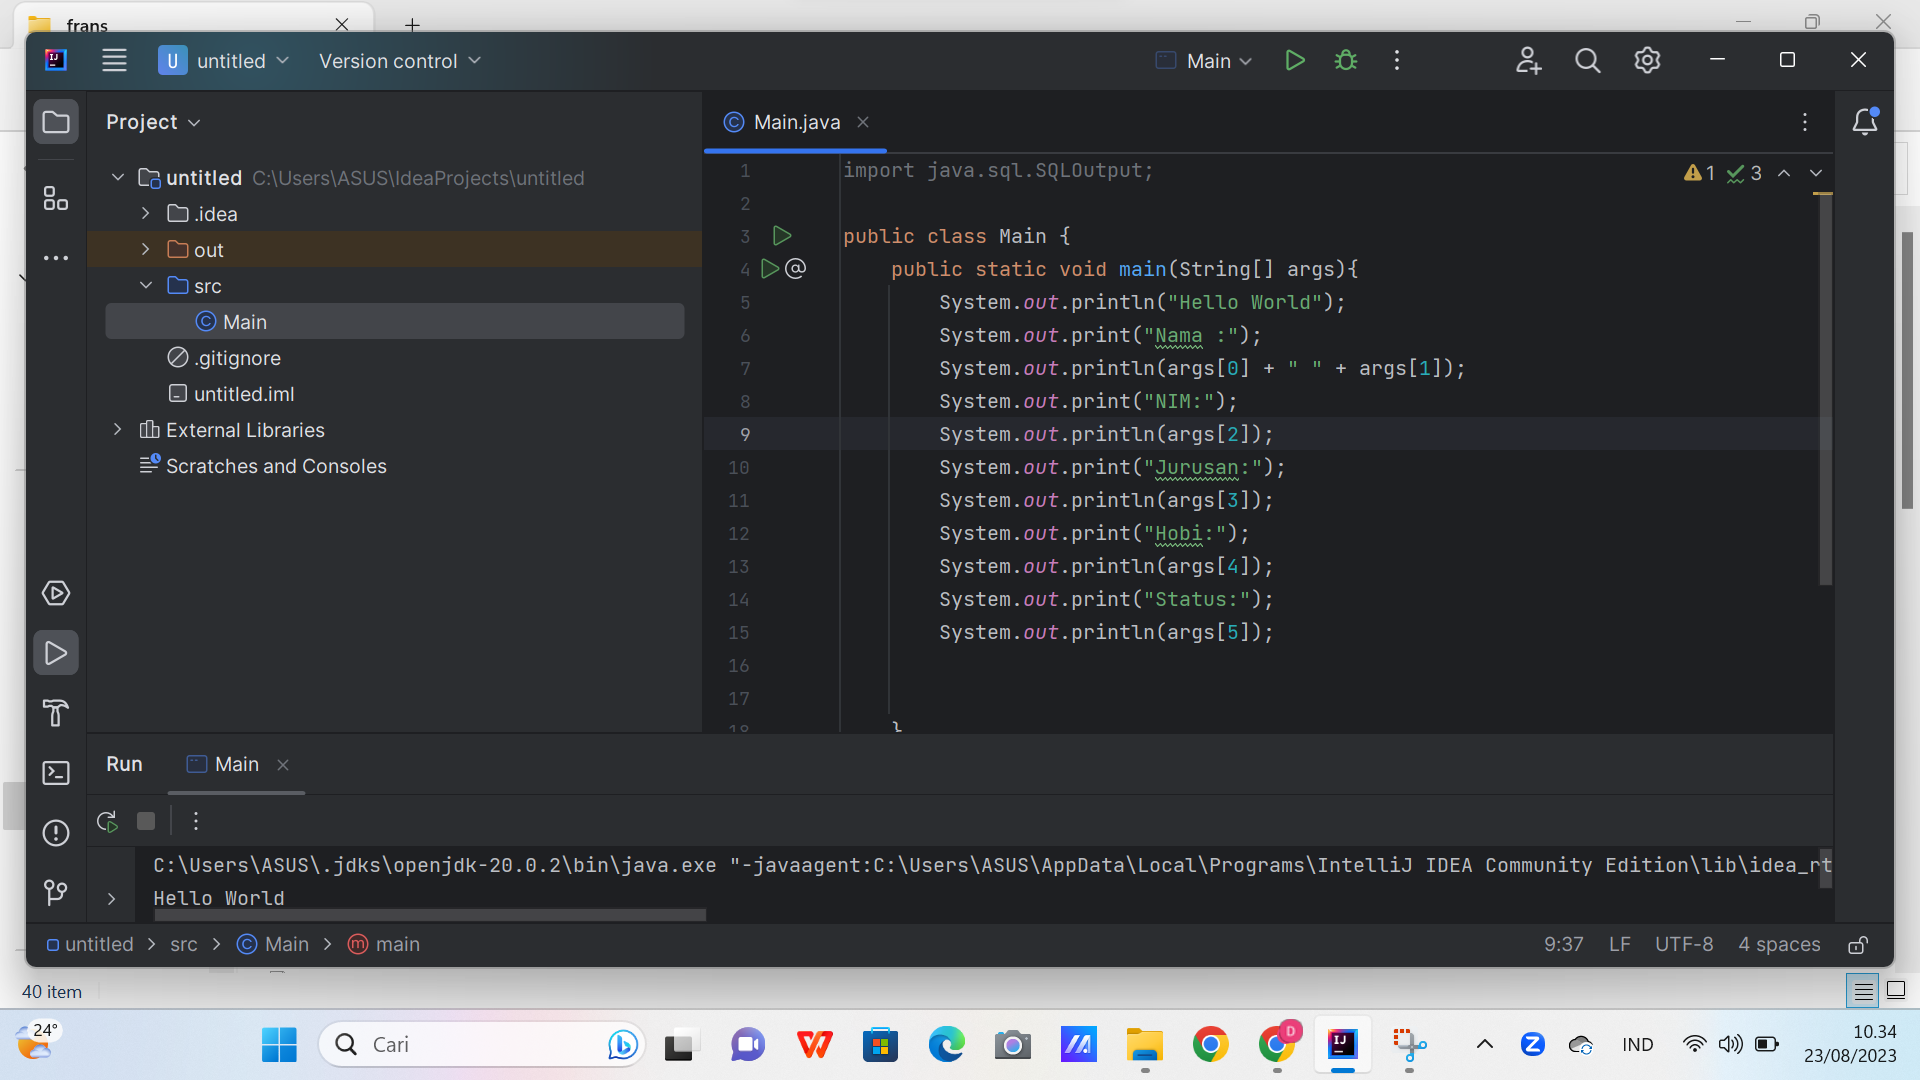 frans
U untitled
Version control
Main
Project
Main.java
untitled C:\Users\ASUS\IdeaProjects\untitled
.idea
out
src
Main
.gitignore
untitled.iml
External Libraries
Scratches and Consoles
1 import java.sql.SQLOutput;
2
3 public class Main {
4 public static void main(String[] args){
5 System.out.println("Hello World");
6 System.out.print("Nama :");
7 System.out.println(args[0] + " " + args[1]);
8 System.out.print("NIM:");
9 System.out.println(args[2]);
10 System.out.print("Jurusan:");
11 System.out.println(args[3]);
12 System.out.print("Hobi:");
13 System.out.println(args[4]);
14 System.out.print("Status:");
15 System.out.println(args[5]);
16
17
18 }
1 3
Run
Main
C:\Users\ASUS\.jdks\openjdk-20.0.2\bin\java.exe "-javaagent:C:\Users\ASUS\AppData\Local\Programs\IntelliJ IDEA Community Edition\lib\idea_rt
Hello World
untitled > src > Main > main
9:37 LF UTF-8 4 spaces
40 item
24°
Cari
IND
10.34
23/08/2023